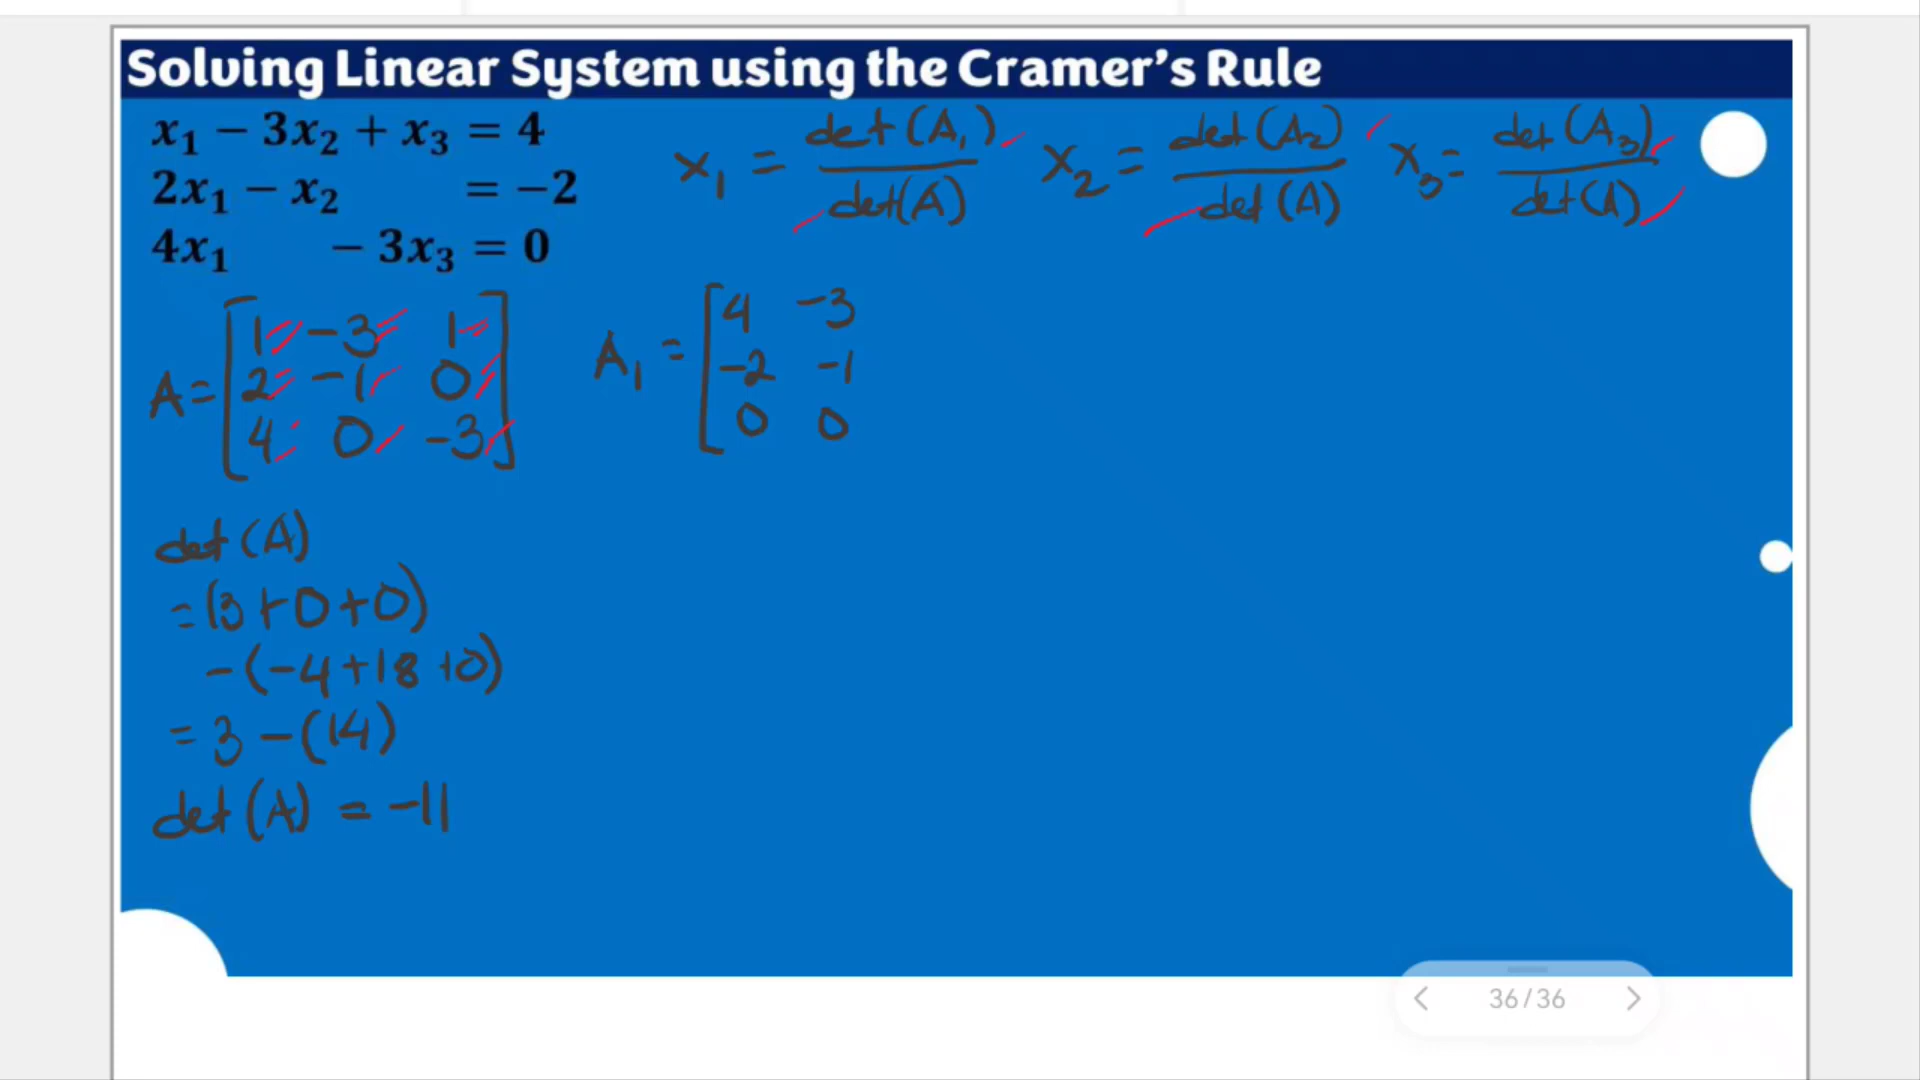 Solving Linear System using the Cramer's Rule
x₁ − 3x₂ + x₃ = 4
2x₁ − x₂ = −2
4x₁ − 3x₃ = 0
x₁ = det(A₁) / det(A) x₂ = det(A₂) / det(A) x₃ = det(A₃) / det(A)
A = [1 −3 1
2 −1 0
4 0 −3]
A₁ = [4 −3
−2 −1
0 0
det(A)
= (3+0+0)
−(−4+18+0)
= 3−(14)
det(A) = −11
36/36